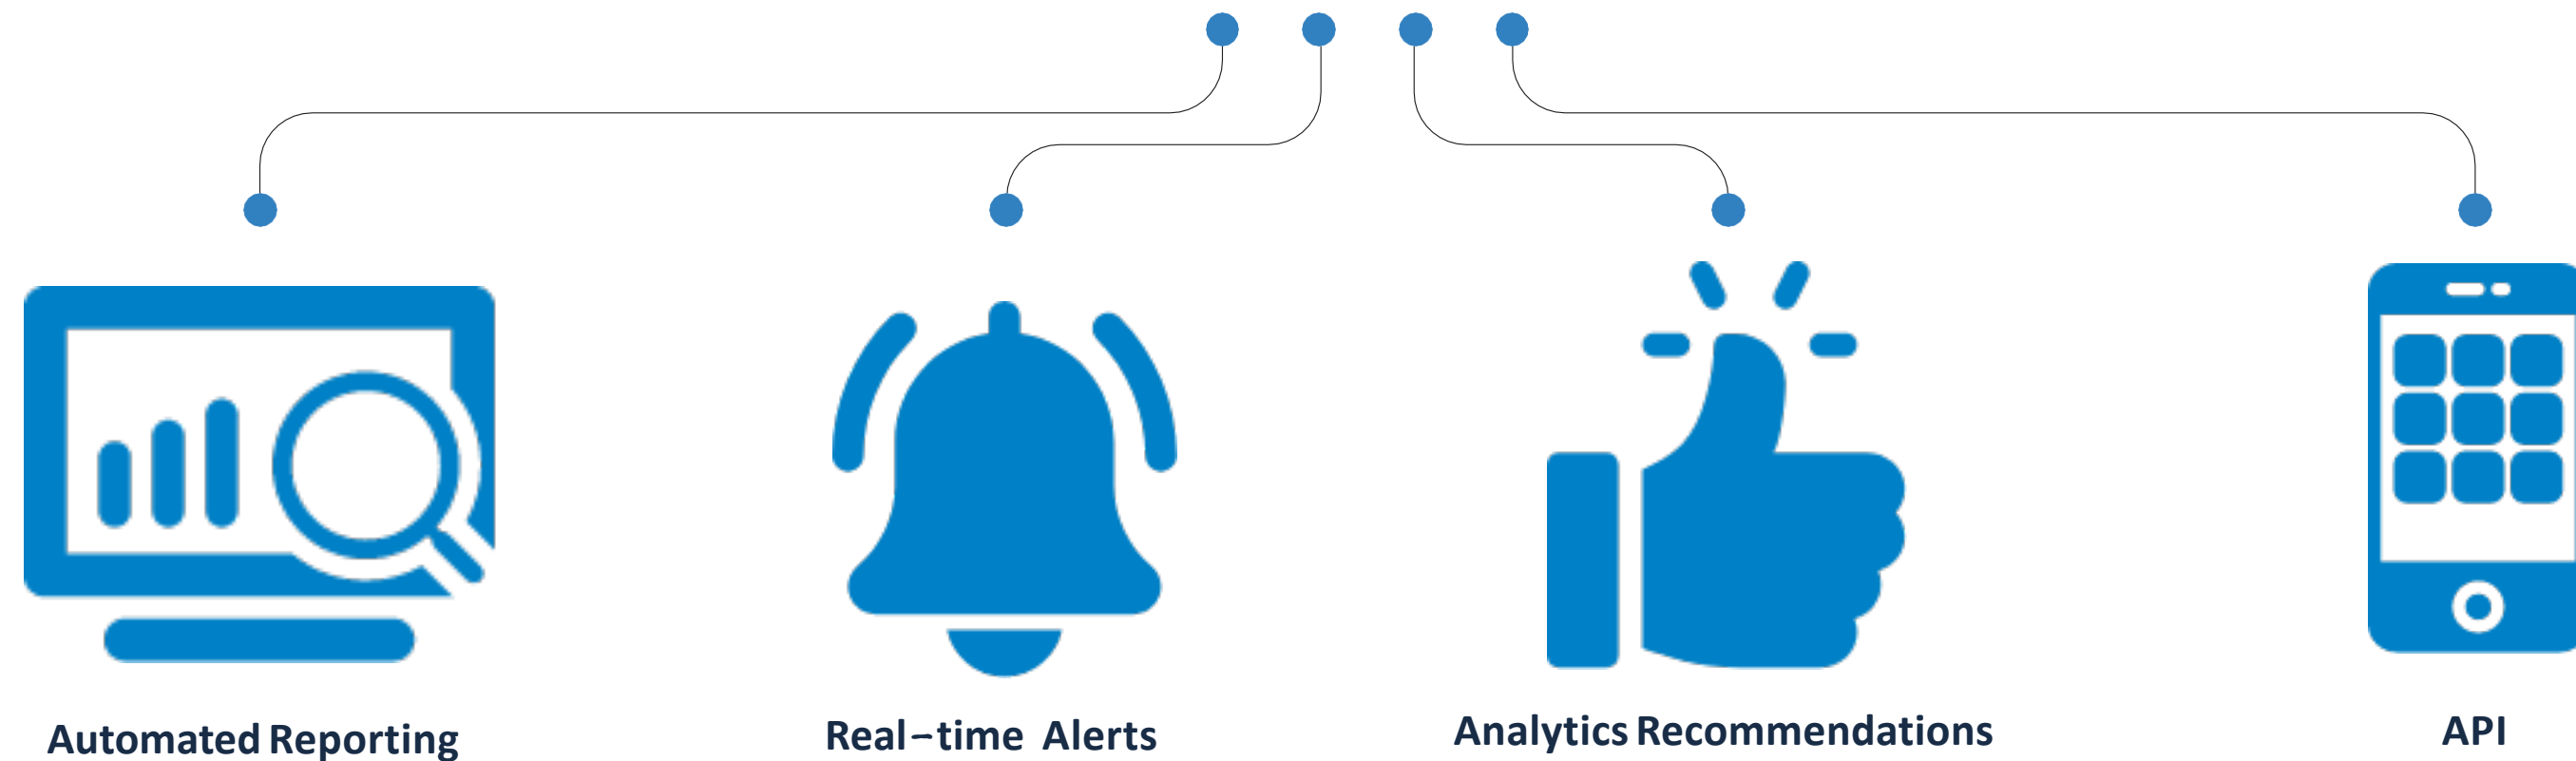 Automated Reporting
Real–time Alerts
Analytics Recommendations
API